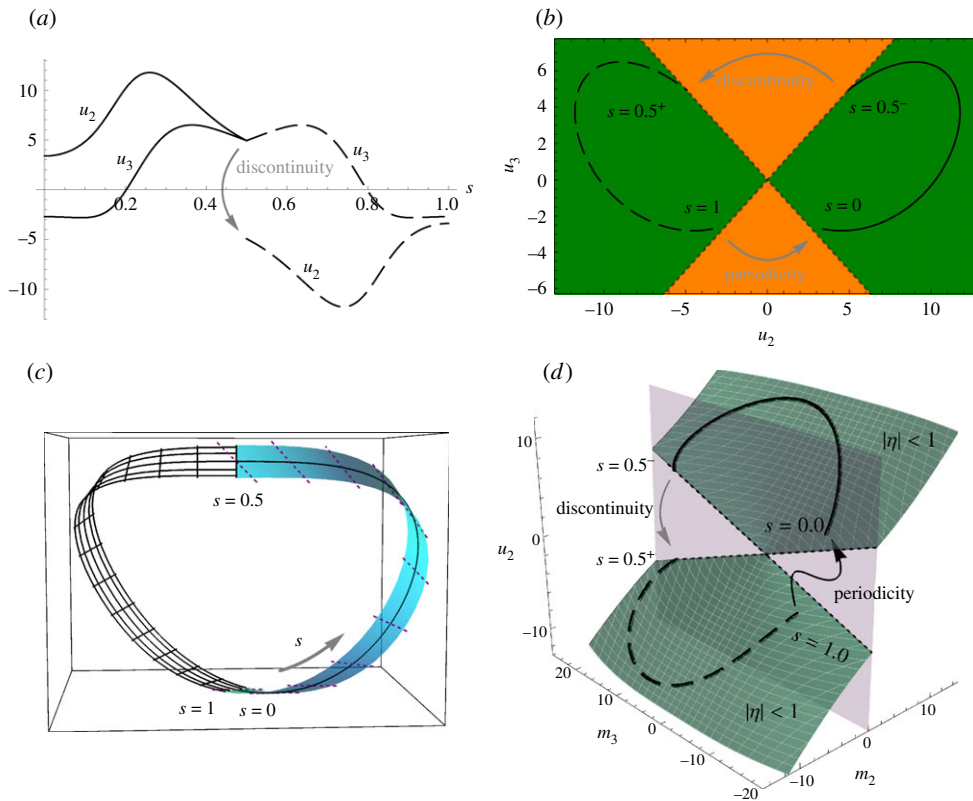 (a)
10
5
0
−5
−10
u2
u3
discontinuity
u3
u2
0.2
0.4
0.6
0.8
1.0
s
(b)
6
4
2
0
−2
−4
−6
u3
discontinuity
s = 0.5+
s = 0.5−
s = 1
s = 0
periodicity
−10
−5
0
5
10
u2
(c)
s = 0.5
s
s = 1
s = 0
(d)
10
0
−10
u2
|η| < 1
s = 0.5−
discontinuity
s = 0.0
s = 0.5+
periodicity
s = 1.0
|η| < 1
20
10
0
−10
−20
m3
−10
0
10
m2